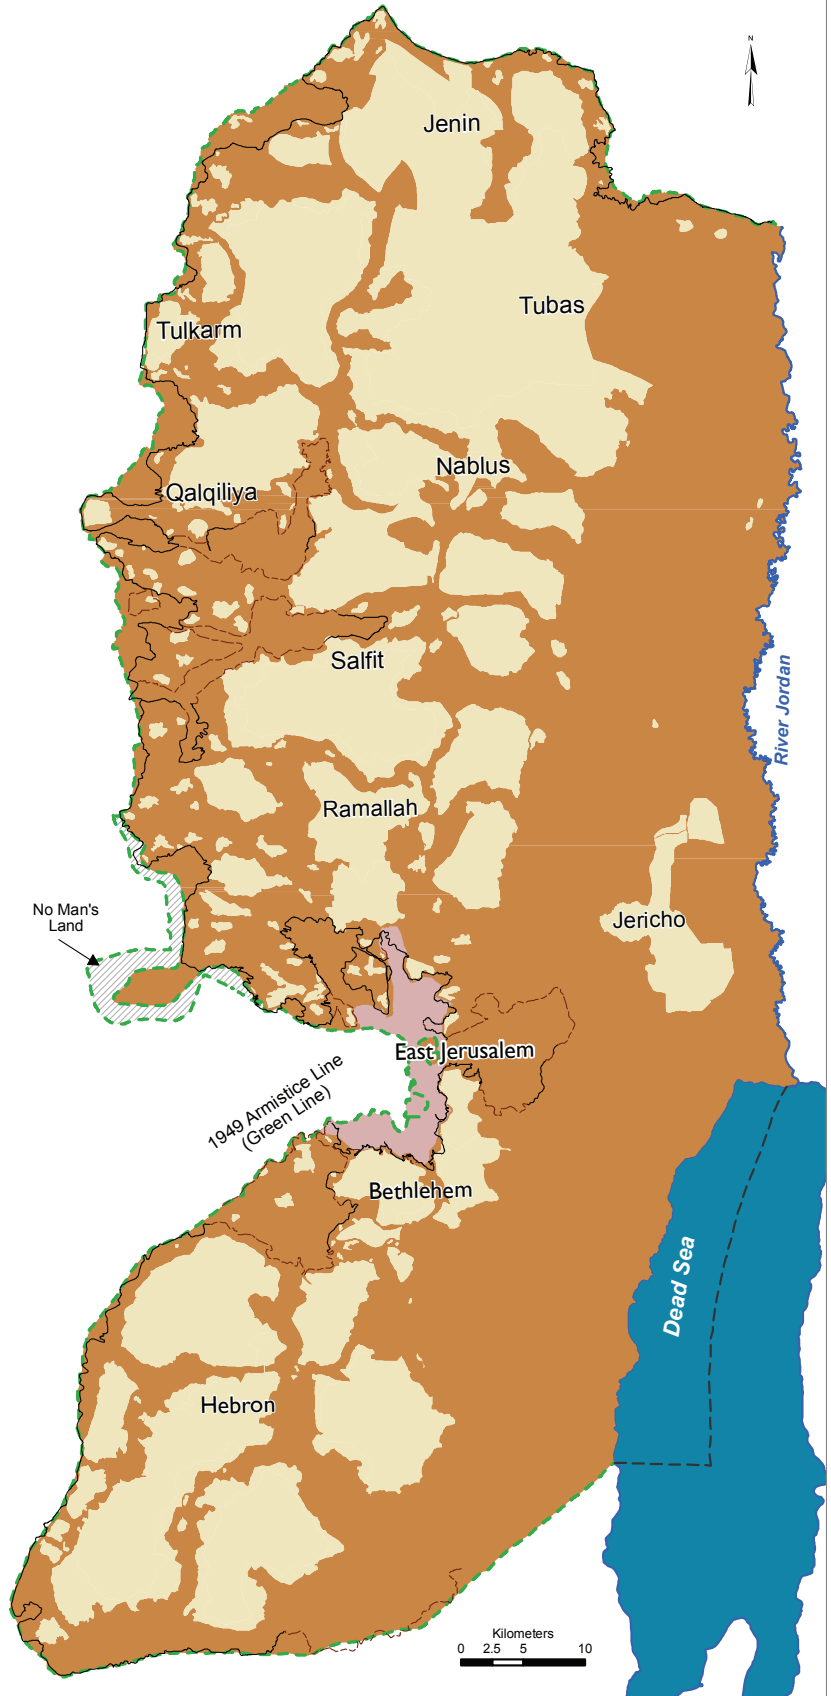 N
Jenin
Tubas
Tulkarm
Nablus
Qalqiliya
Salfit
River Jordan
Ramallah
No Man's
Land
Jericho
East Jerusalem
1949 Armistice Line
(Green Line)
Bethlehem
Dead Sea
Hebron
Kilometers
0 2.5 5 10